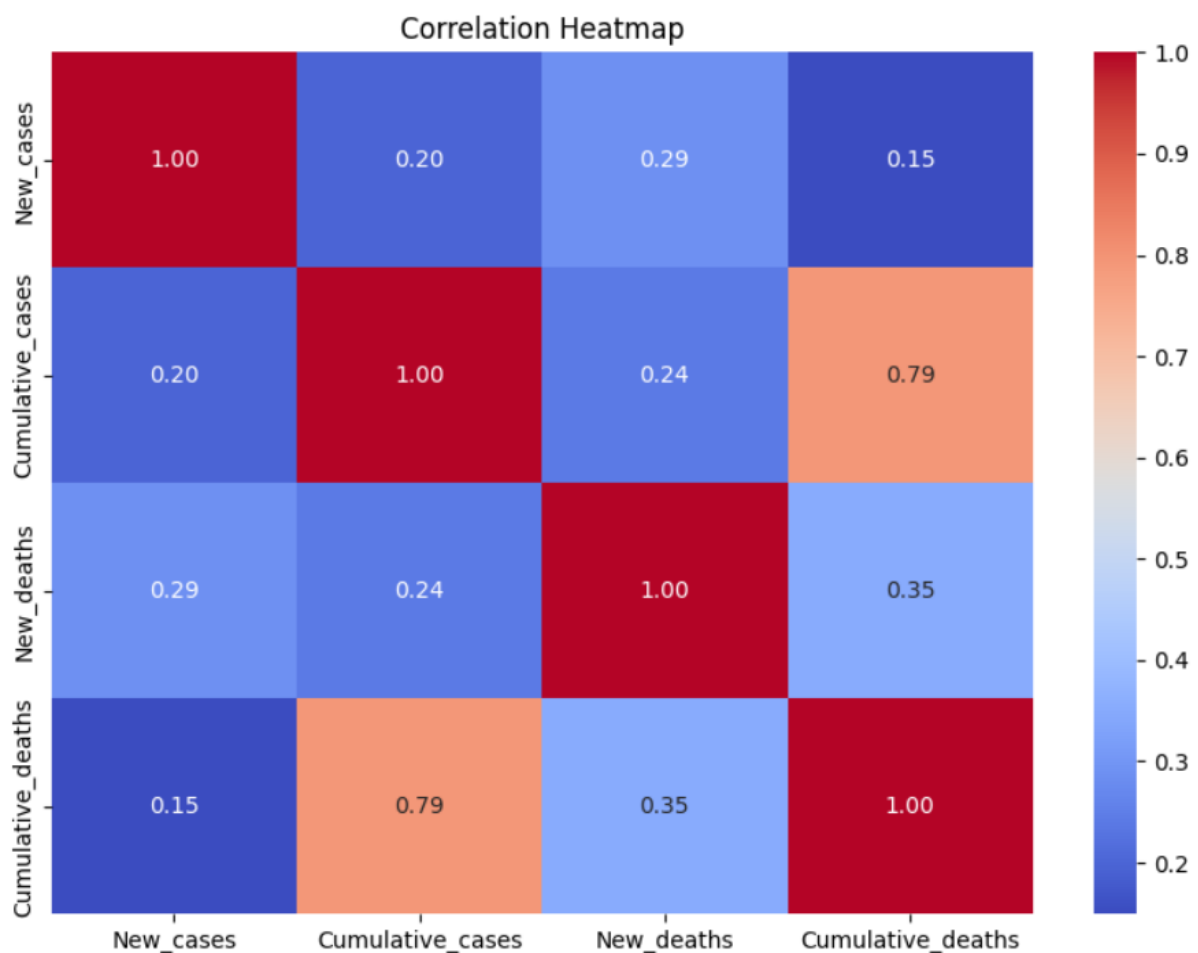 Correlation Heatmap
New_cases
1.00
0.20
0.29
0.15
Cumulative_cases
0.20
1.00
0.24
0.79
New_deaths
0.29
0.24
1.00
0.35
Cumulative_deaths
0.15
0.79
0.35
1.00
New_cases
Cumulative_cases
New_deaths
Cumulative_deaths
1.0
0.9
0.8
0.7
0.6
0.5
0.4
0.3
0.2